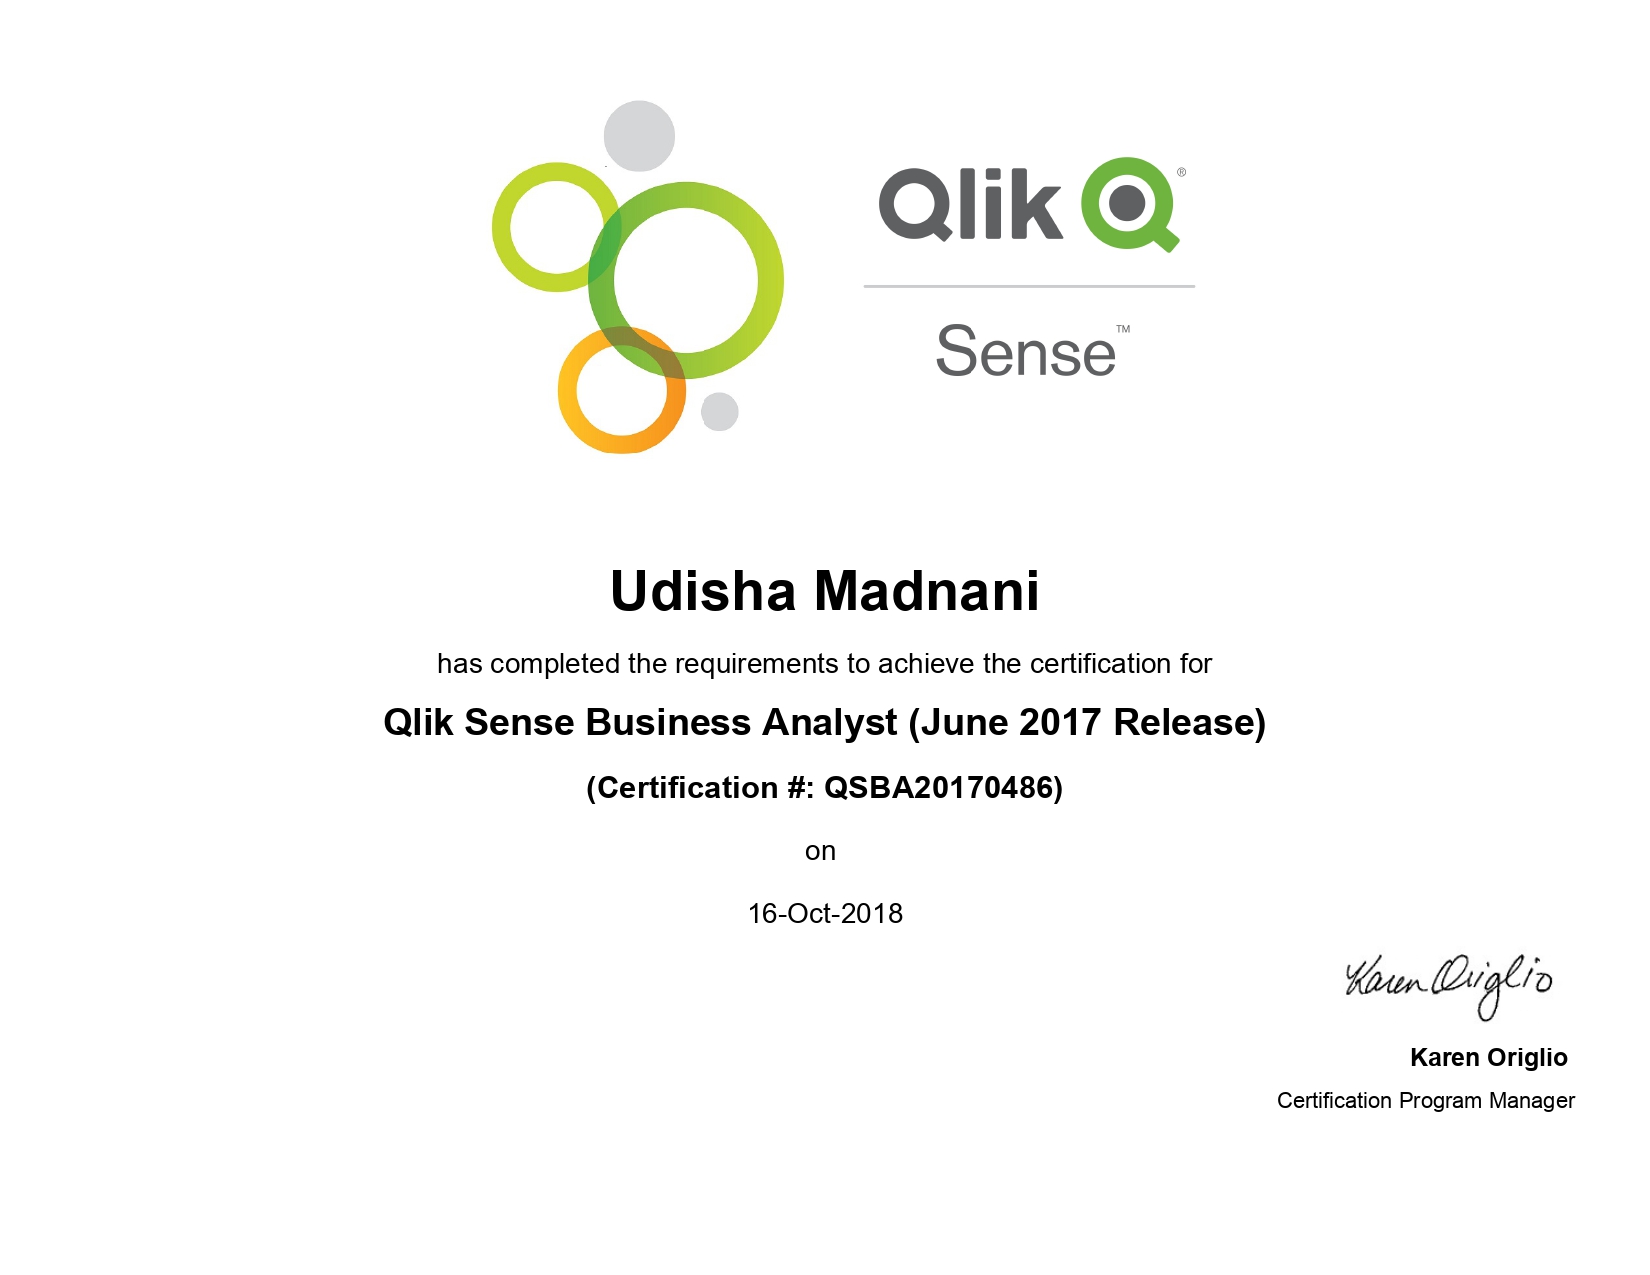 Qlik Q®
Sense™
Udisha Madnani
has completed the requirements to achieve the certification for
Qlik Sense Business Analyst (June 2017 Release)
(Certification #: QSBA20170486)
on
16-Oct-2018
Karen Origlio
Karen Origlio
Certification Program Manager